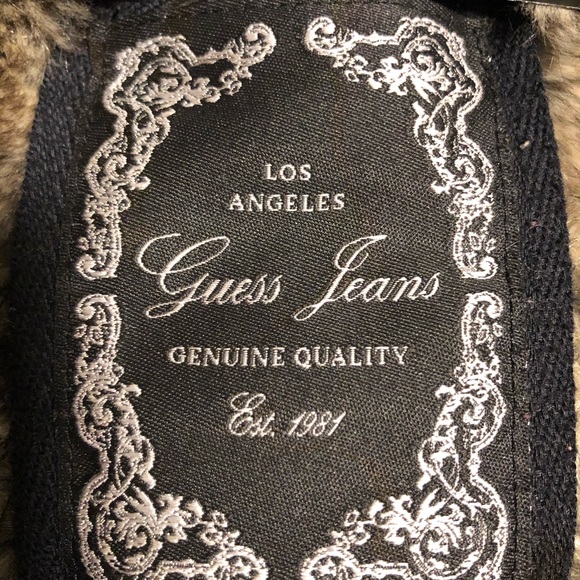 LOS
ANGELES
Guess Jeans
GENUINE QUALITY
Est. 1981